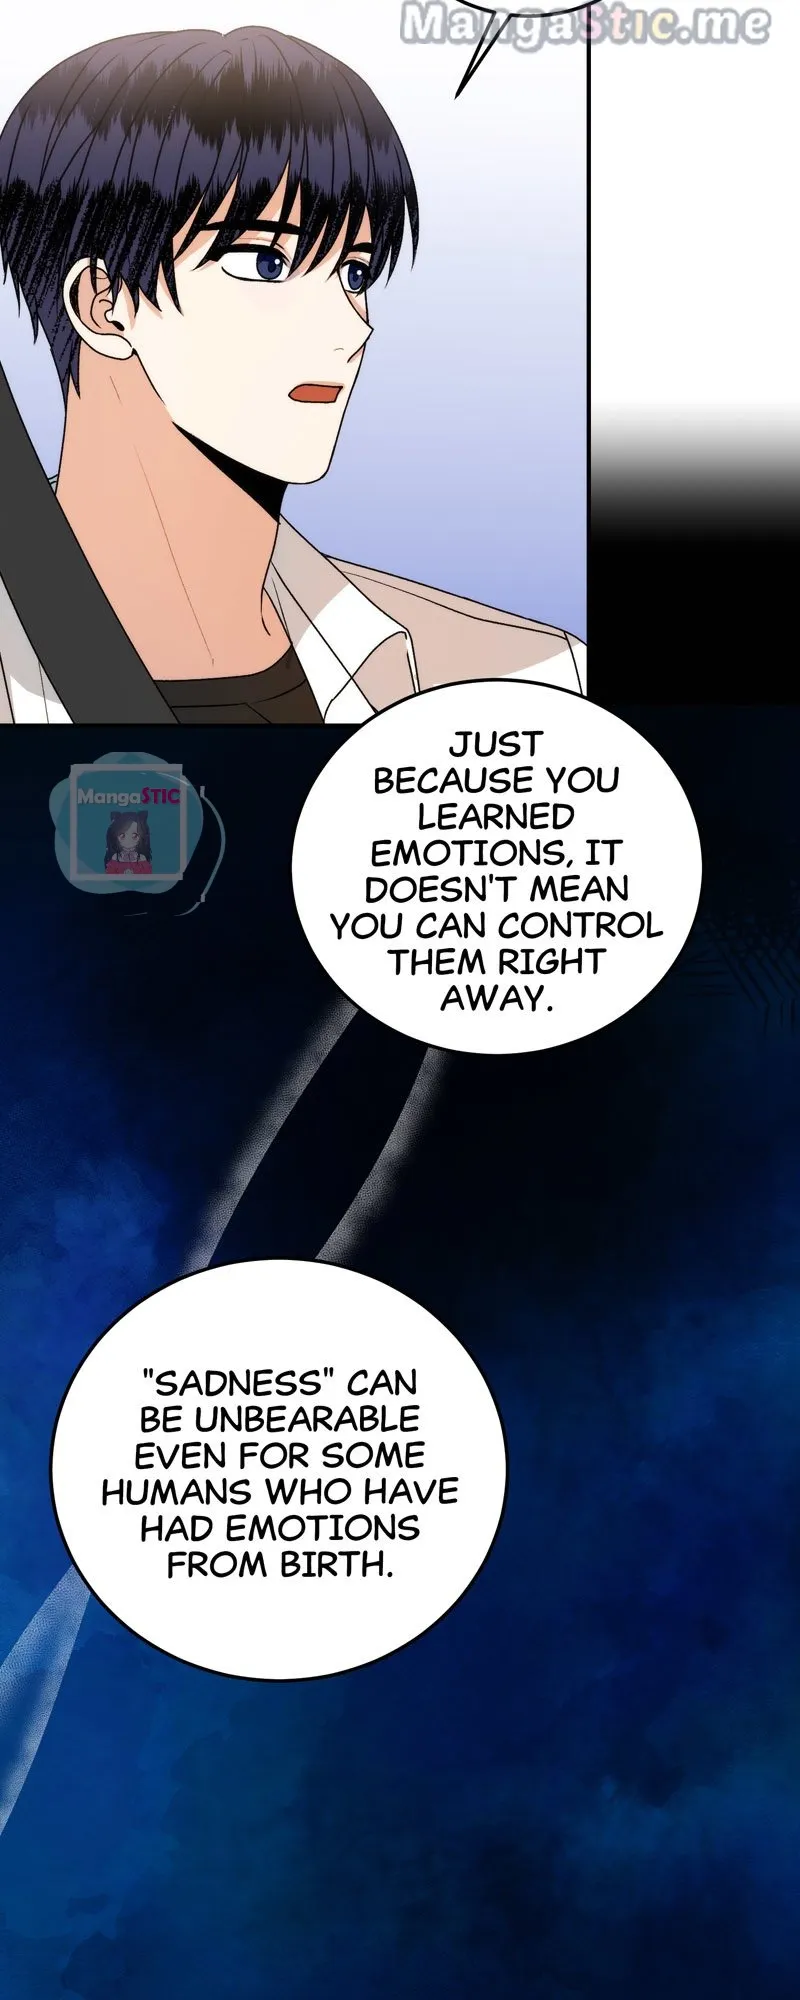 MangaStic.me
JUST
BECAUSE YOU
LEARNED
EMOTIONS, IT
DOESN'T MEAN
YOU CAN CONTROL
THEM RIGHT
AWAY.
MangaSTIC
"SADNESS" CAN
BE UNBEARABLE
EVEN FOR SOME
HUMANS WHO HAVE
HAD EMOTIONS
FROM BIRTH.